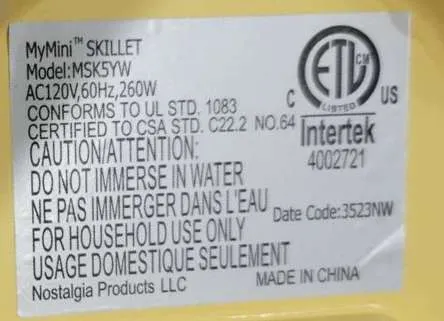 MyMini™ SKILLET
Model:MSK5YW
AC120V,60Hz,260W
CONFORMS TO UL STD. 1083
CERTIFIED TO CSA STD. C22.2 NO.64
CAUTION/ATTENTION:
DO NOT IMMERSE IN WATER
NE PAS IMMERGER DANS L'EAU
FOR HOUSEHOLD USE ONLY
USAGE DOMESTIQUE SEULEMENT
Nostalgia Products LLC
ETL CM
LISTED
C US
Intertek
4002721
Date Code:3523NW
MADE IN CHINA